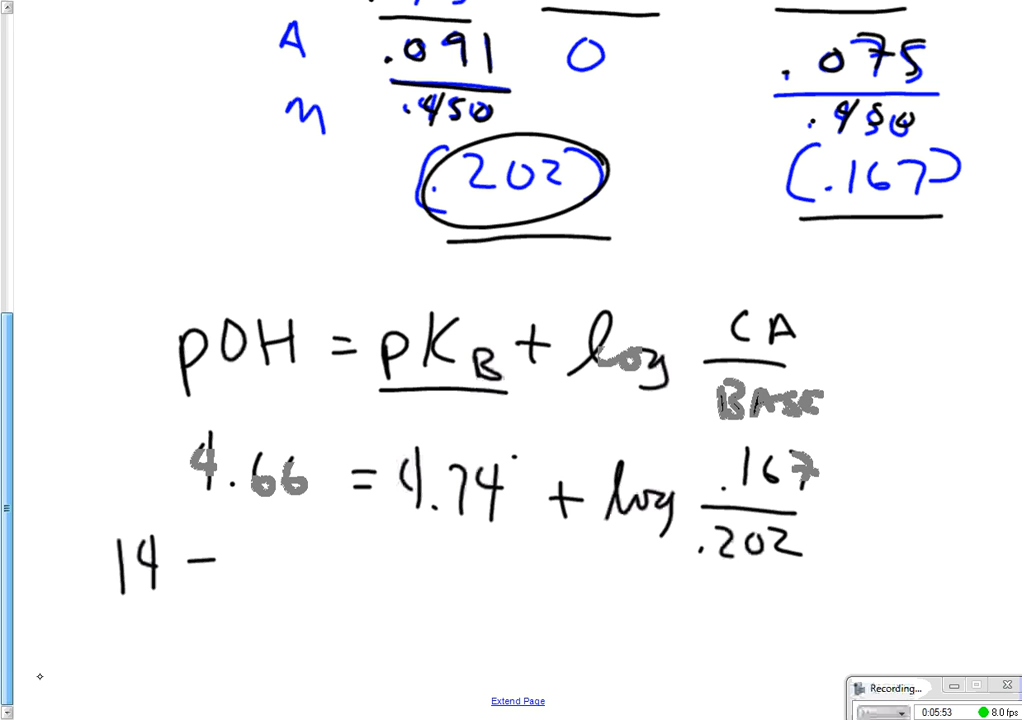 A .091 0 .075
M .450 .450
(.202) (.167)
pOH = pKB + log CA
BASE
4.66 = 4.74 + log .167
.202
14 -
Extend Page
Recording...
0:05:53 8.0 fps